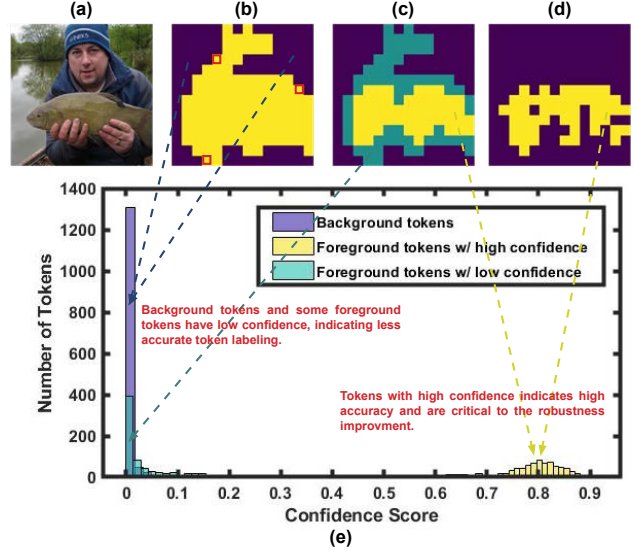 (a)
(b)
(c)
(d)
1400
1200
1000
800
600
400
200
0
Number of Tokens
Background tokens
Foreground tokens w/ high confidence
Foreground tokens w/ low confidence
Background tokens and some foreground
tokens have low confidence, indicating less
accurate token labeling.
Tokens with high confidence indicates high
accuracy and are critical to the robustness
improvment.
0
0.1
0.2
0.3
0.4
0.5
0.6
0.7
0.8
0.9
Confidence Score
(e)